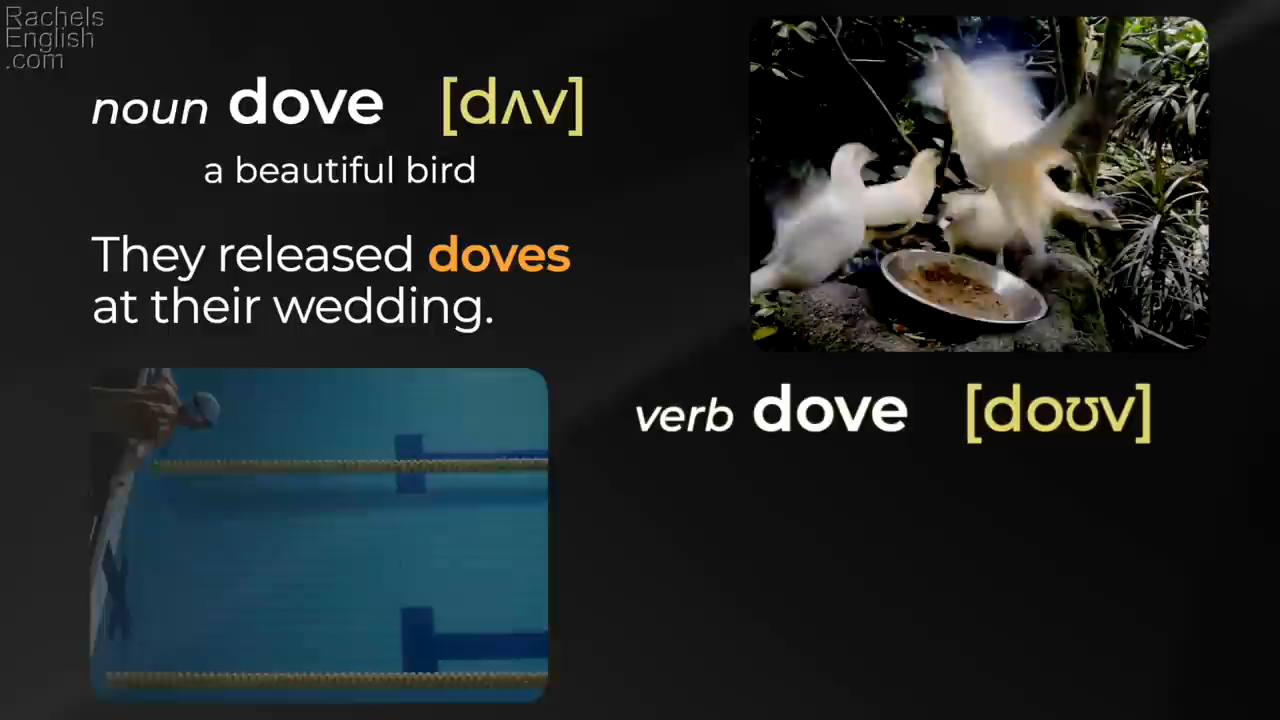 Rachels
English
.com
noun dove [dʌv]
a beautiful bird
They released doves
at their wedding.
verb dove [doʊv]